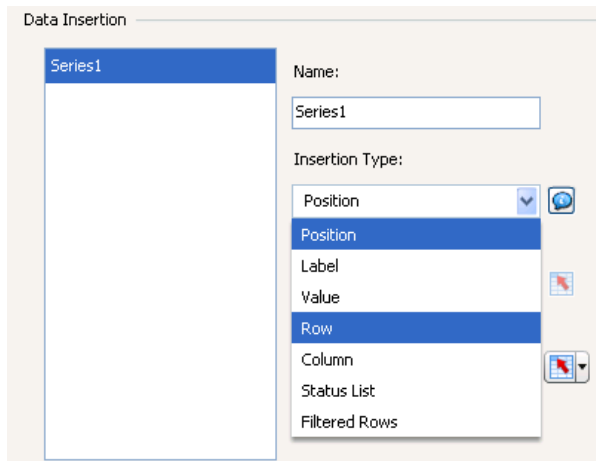 Data Insertion
Series1
Name:
Series1
Insertion Type:
Position
Position
Label
Value
Row
Column
Status List
Filtered Rows